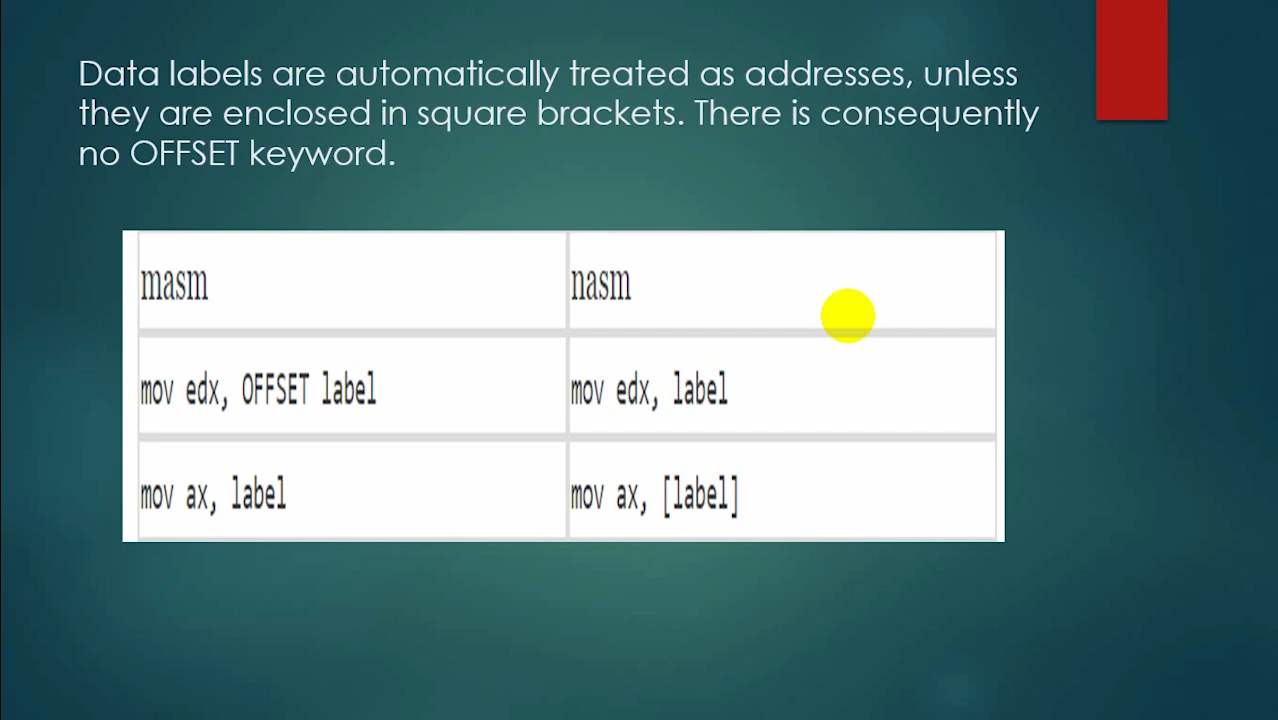 Data labels are automatically treated as addresses, unless
they are enclosed in square brackets. There is consequently
no OFFSET keyword.
masm nasm
mov edx, OFFSET label mov edx, label
mov ax, label mov ax, [label]